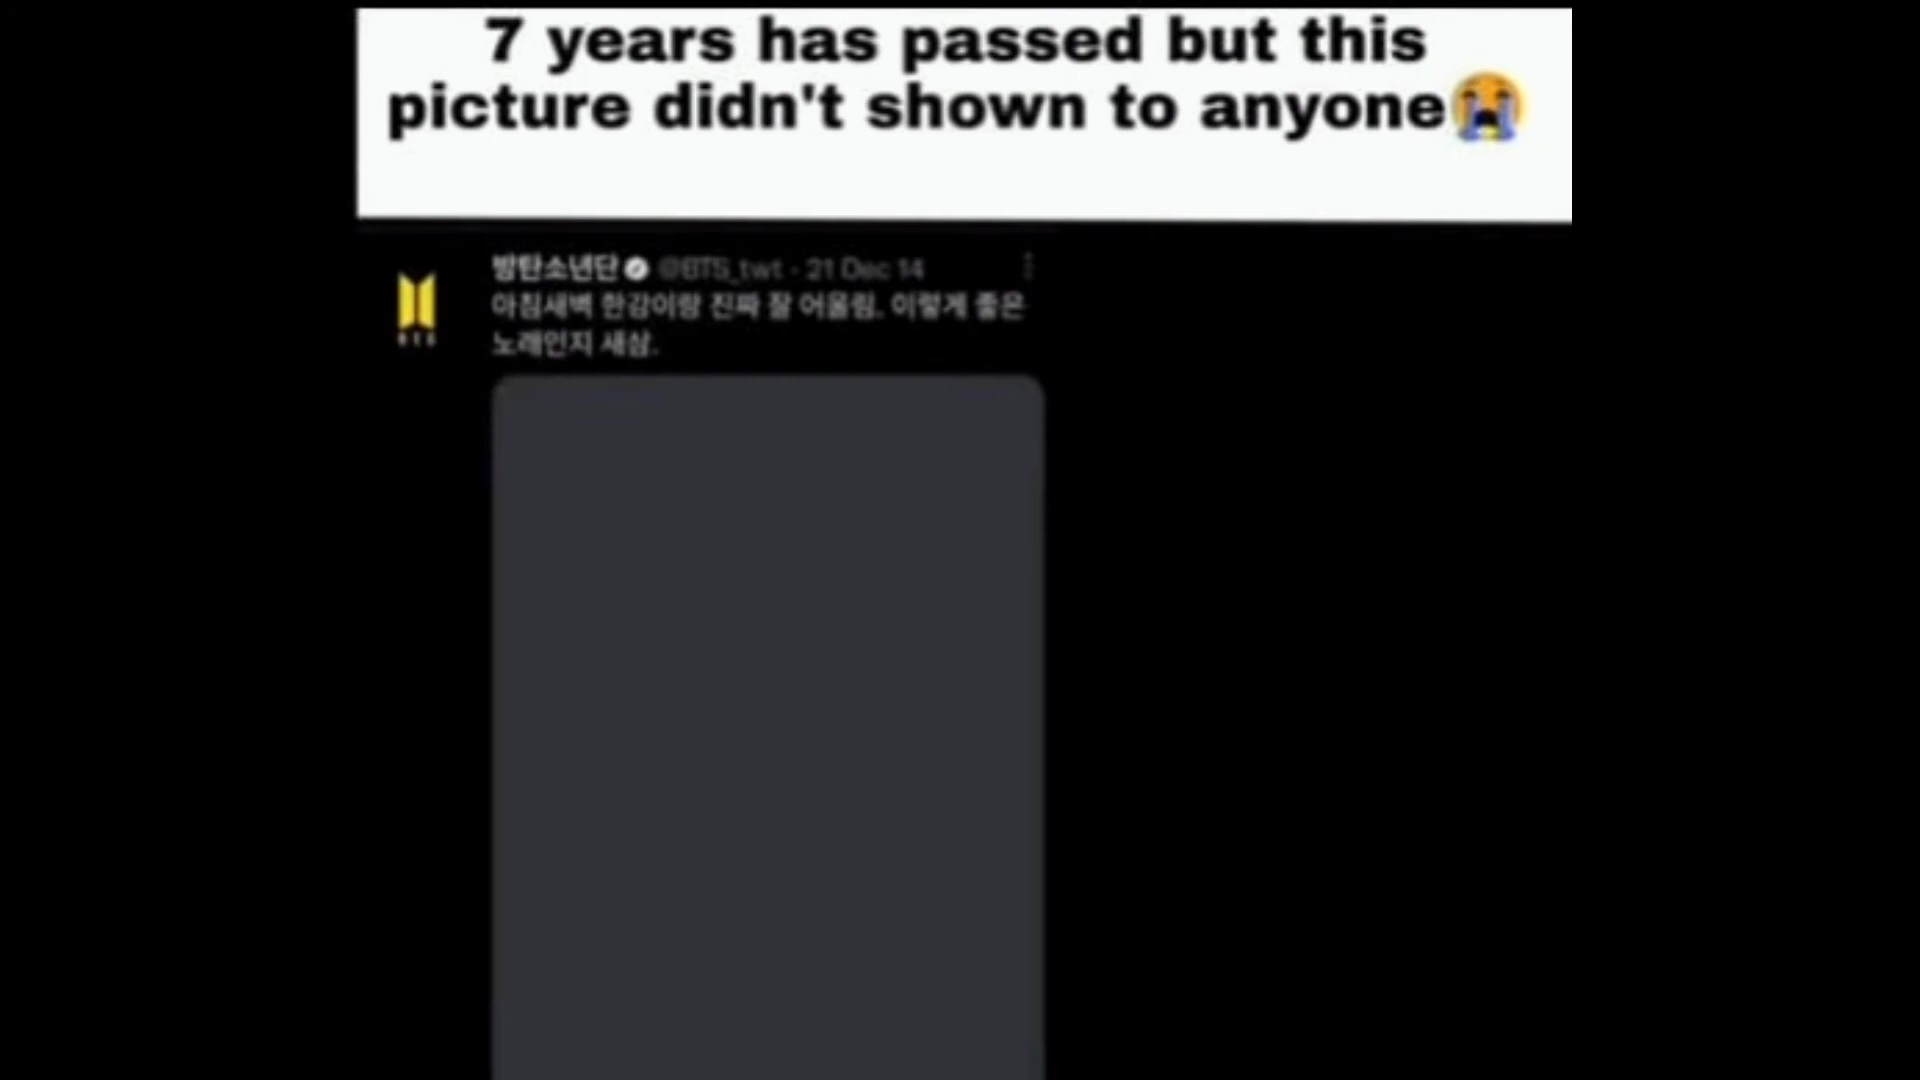 7 years has passed but this
picture didn't shown to anyone😭
방탄소년단 @BTS_twt · 21 Dec 14
아침새벽 한강이랑 진짜 잘 어울림. 이렇게 좋은
노래인지 새삼.
BTS